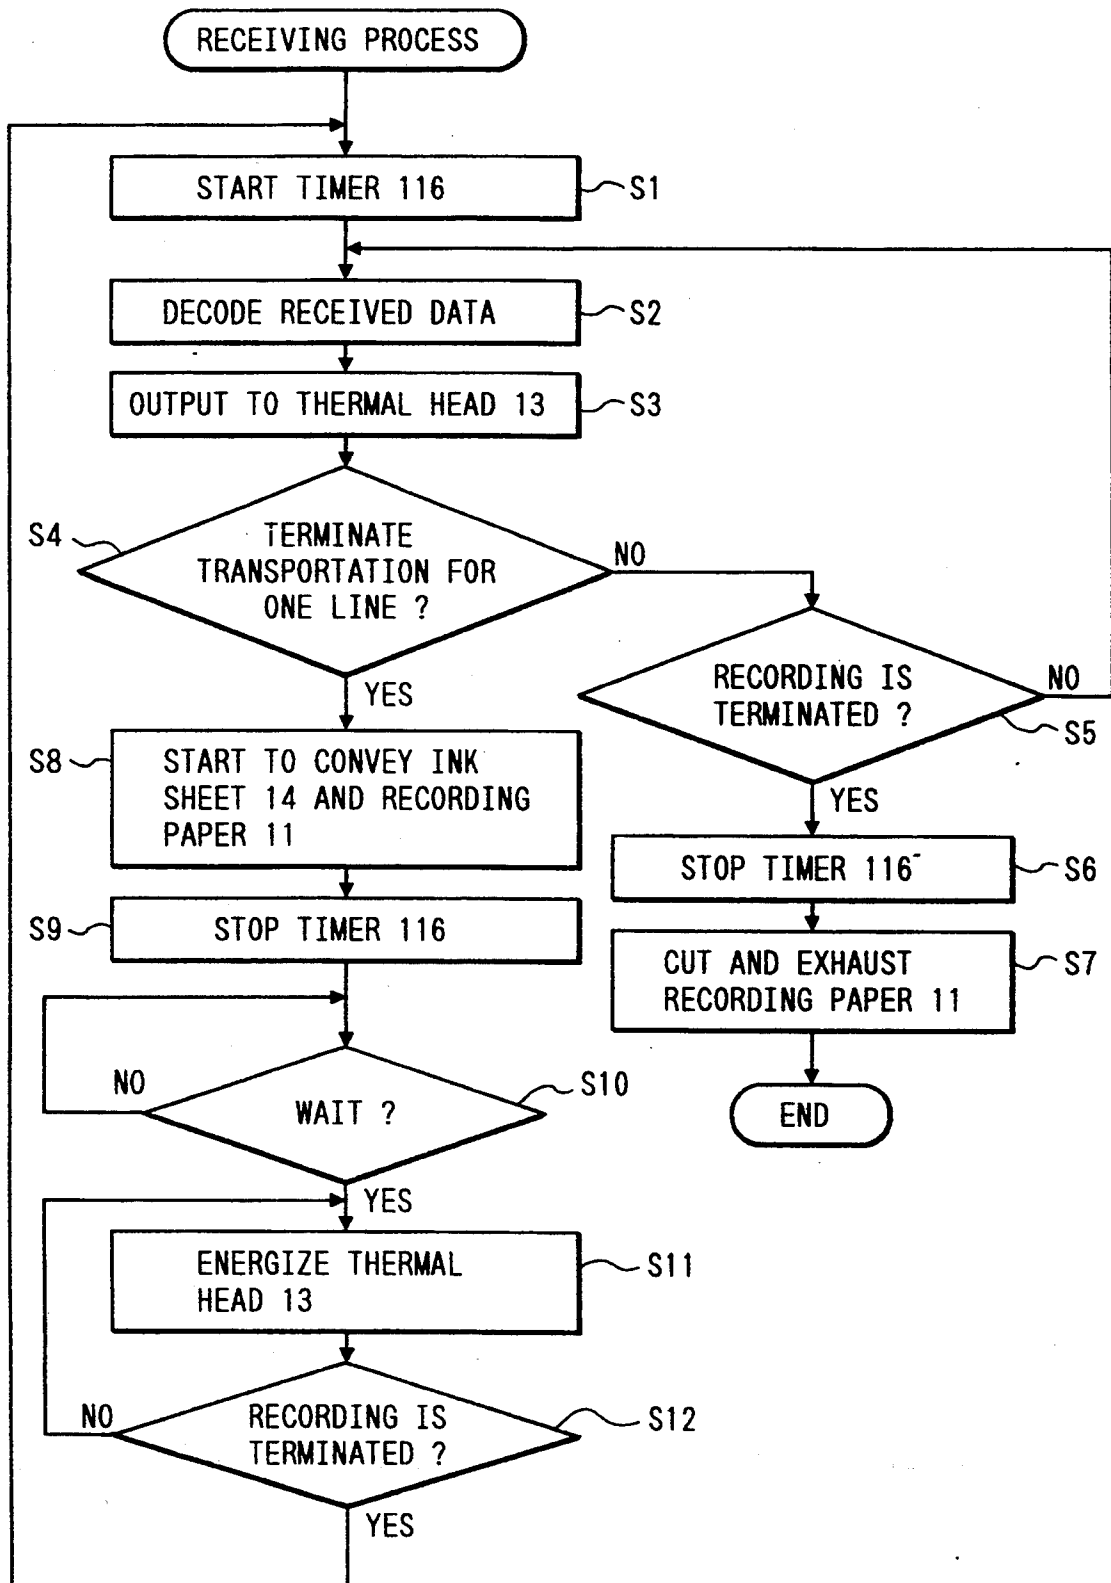 RECEIVING PROCESS
START TIMER 116
S1
DECODE RECEIVED DATA
S2
OUTPUT TO THERMAL HEAD 13
S3
S4
TERMINATE
TRANSPORTATION FOR
ONE LINE ?
NO
YES
RECORDING IS
TERMINATED ?
NO
S5
YES
S8
START TO CONVEY INK
SHEET 14 AND RECORDING
PAPER 11
STOP TIMER 116
S6
S9
STOP TIMER 116
CUT AND EXHAUST
RECORDING PAPER 11
S7
NO
WAIT ?
S10
END
YES
ENERGIZE THERMAL
HEAD 13
S11
NO
RECORDING IS
TERMINATED ?
S12
YES